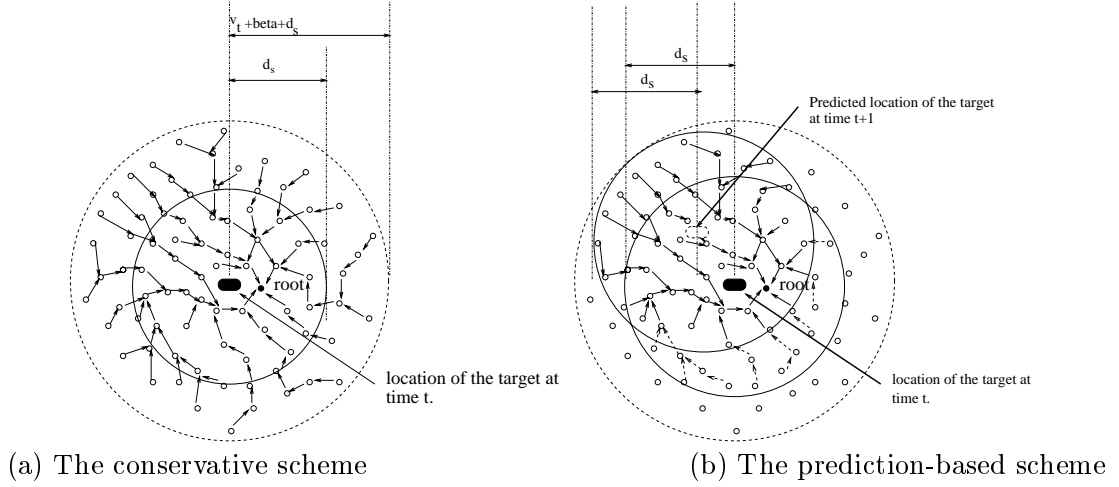 v_t +beta+d_s
d_s
root
location of the target at
time t.
(a) The conservative scheme
d_s
d_s
Predicted location of the target
at time t+1
root
location of the target at
time t.
(b) The prediction-based scheme